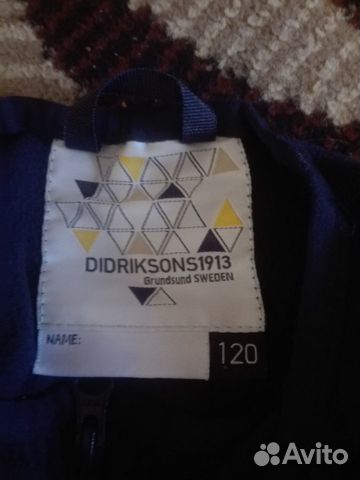 DIDRIKSONS1913
Grundsund SWEDEN
NAME:
120
Avito